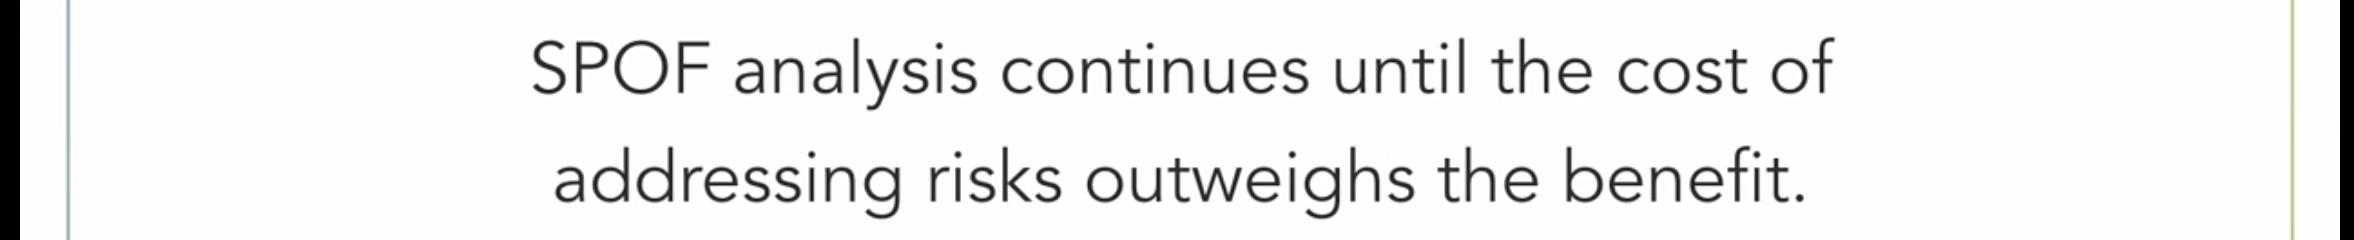 SPOF analysis continues until the cost of
addressing risks outweighs the benefit.